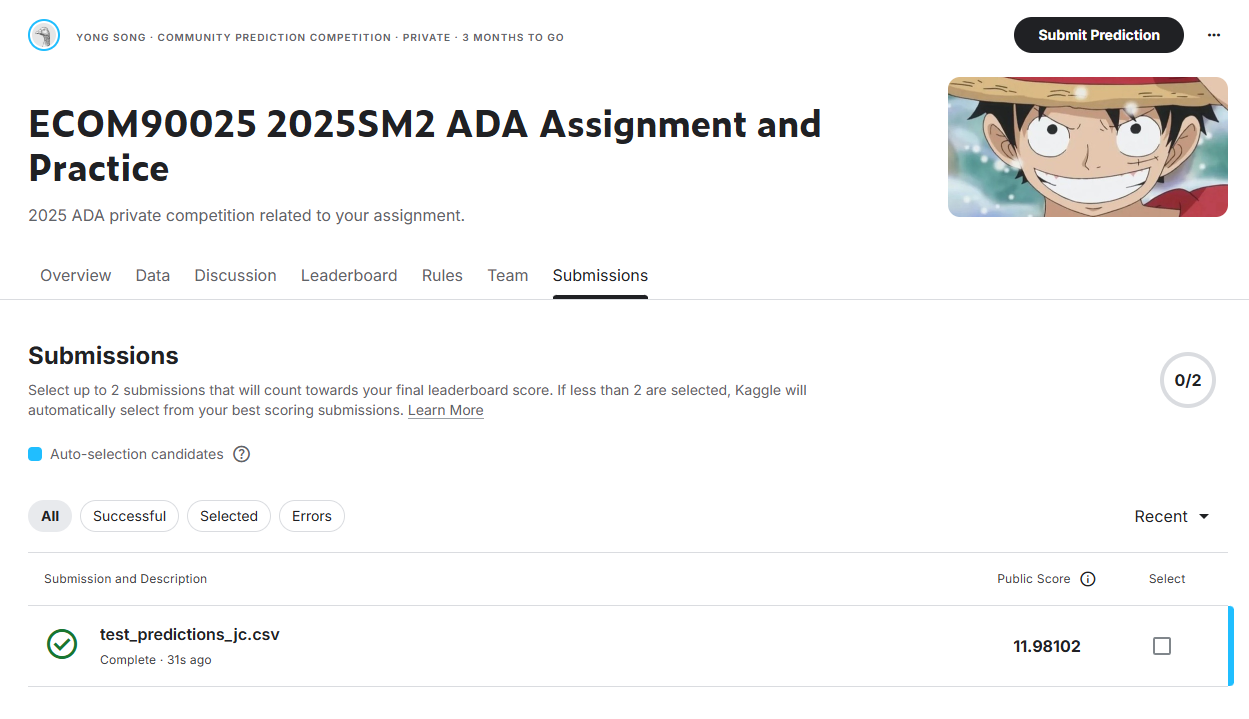 YONG SONG · COMMUNITY PREDICTION COMPETITION · PRIVATE · 3 MONTHS TO GO
Submit Prediction
ECOM90025 2025SM2 ADA Assignment and
Practice
2025 ADA private competition related to your assignment.
Overview Data Discussion Leaderboard Rules Team Submissions
Submissions
Select up to 2 submissions that will count towards your final leaderboard score. If less than 2 are selected, Kaggle will
automatically select from your best scoring submissions. Learn More
0/2
Auto-selection candidates
All Successful Selected Errors
Recent
Submission and Description Public Score Select
test_predictions_jc.csv
Complete · 31s ago
11.98102